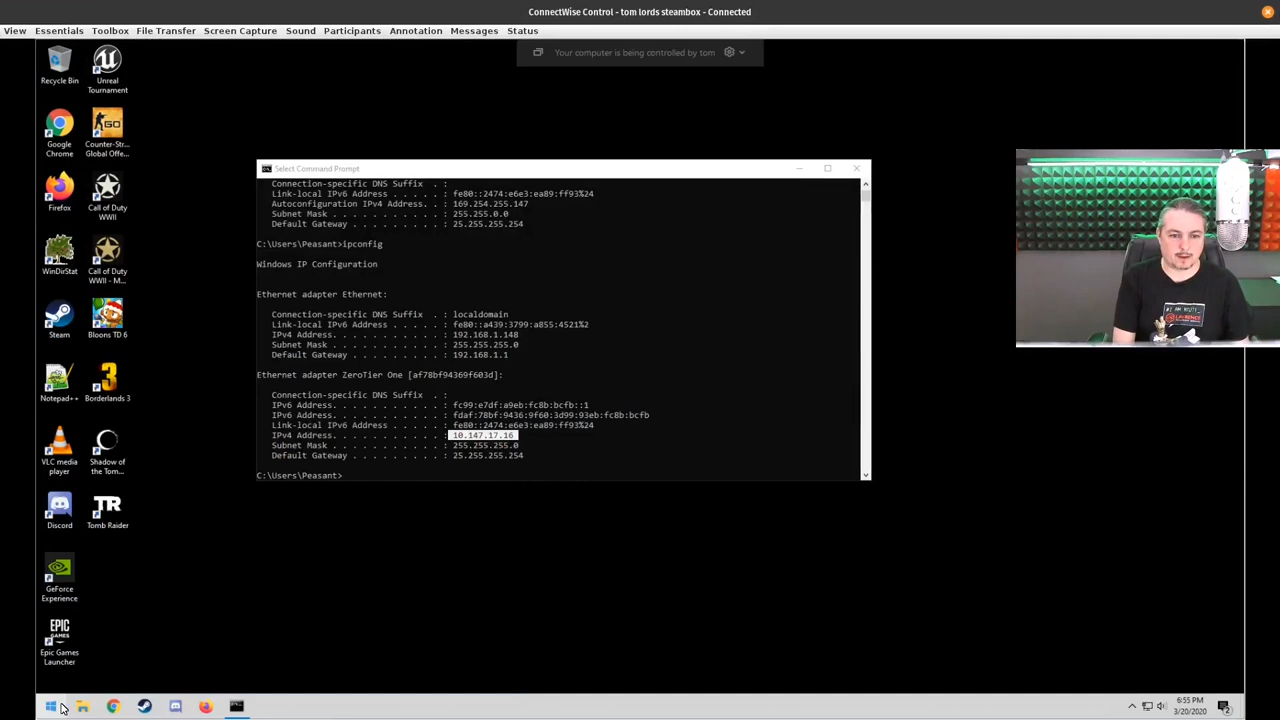 ConnectWise Control - tom lords steambox - Connected
View Essentials Toolbox File Transfer Screen Capture Sound Participants Annotation Messages Status
Your computer is being controlled by tom
Recycle Bin
Unreal
Tournament
Google
Chrome
Counter-Str...
Global Offe...
Firefox
Call of Duty
WWII
WinDirStat
Call of Duty
WWII - M...
Steam
Bloons TD 6
Notepad++
Borderlands 3
VLC media
player
Shadow of
the Tom...
Discord
Tomb Raider
GeForce
Experience
EPIC
GAMES
Epic Games
Launcher
Select Command Prompt
Connection-specific DNS Suffix  . :
Link-local IPv6 Address . . . . . : fe80::2474:e6e3:ea89:ff93%24
Autoconfiguration IPv4 Address. . : 169.254.255.147
Subnet Mask . . . . . . . . . . . : 255.255.0.0
Default Gateway . . . . . . . . . : 25.255.255.254
C:\Users\Peasant>ipconfig
Windows IP Configuration
Ethernet adapter Ethernet:
Connection-specific DNS Suffix  . : localdomain
Link-local IPv6 Address . . . . . : fe80::a439:3799:a855:4521%2
IPv4 Address. . . . . . . . . . . : 192.168.1.148
Subnet Mask . . . . . . . . . . . : 255.255.255.0
Default Gateway . . . . . . . . . : 192.168.1.1
Ethernet adapter ZeroTier One [af78bf94369f603d]:
Connection-specific DNS Suffix  . :
IPv6 Address. . . . . . . . . . . : fc99:e7df:a9eb:fc8b:bcfb::1
IPv6 Address. . . . . . . . . . . : fdaf:78bf:9436:9f60:3d99:93eb:fc8b:bcfb
Link-local IPv6 Address . . . . . : fe80::2474:e6e3:ea89:ff93%24
IPv4 Address. . . . . . . . . . . : 10.147.17.16
Subnet Mask . . . . . . . . . . . : 255.255.255.0
Default Gateway . . . . . . . . . : 25.255.255.254
C:\Users\Peasant>
6:55 PM
3/20/2020